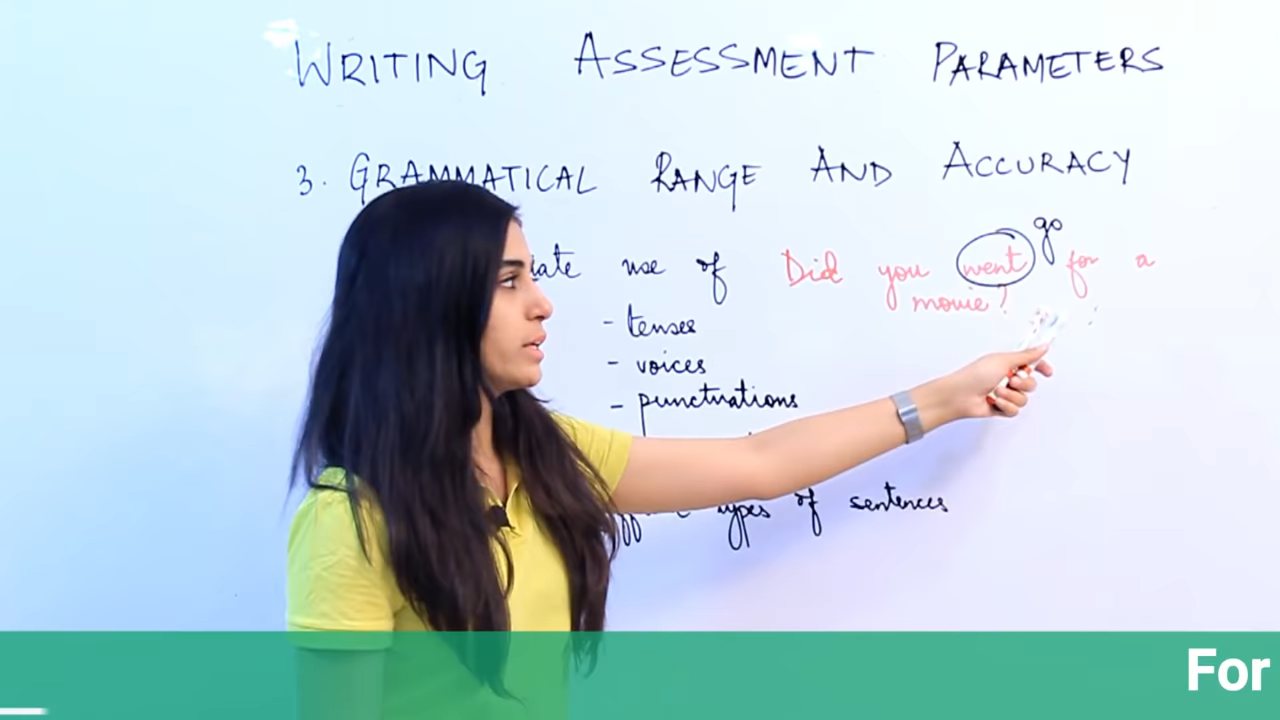 WRITING ASSESSMENT PARAMETERS
3. GRAMMATICAL RANGE AND ACCURACY
go
use of Did you went for a
movie?
- tenses
- voices
- punctuations
types of sentences
For